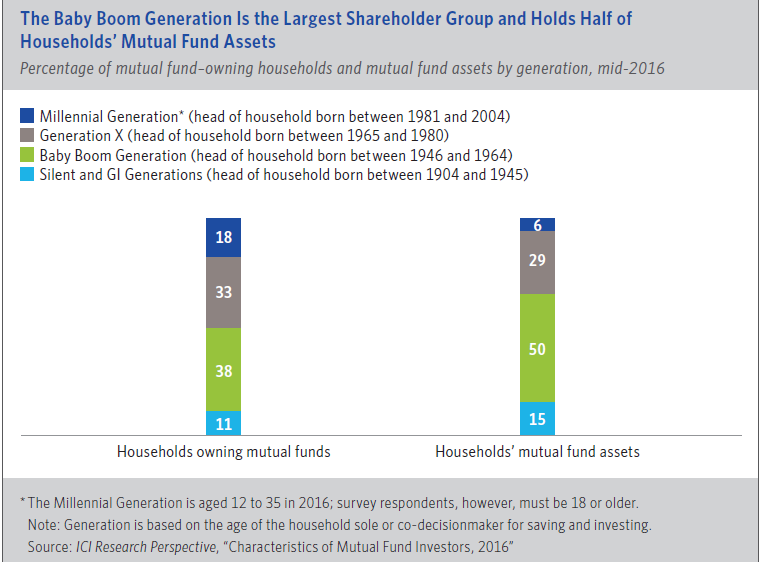 The Baby Boom Generation Is the Largest Shareholder Group and Holds Half of
Households’ Mutual Fund Assets
Percentage of mutual fund–owning households and mutual fund assets by generation, mid-2016
Millennial Generation* (head of household born between 1981 and 2004)
Generation X (head of household born between 1965 and 1980)
Baby Boom Generation (head of household born between 1946 and 1964)
Silent and GI Generations (head of household born between 1904 and 1945)
18
33
38
11
6
29
50
15
Households owning mutual funds
Households’ mutual fund assets
* The Millennial Generation is aged 12 to 35 in 2016; survey respondents, however, must be 18 or older.
Note: Generation is based on the age of the household sole or co-decisionmaker for saving and investing.
Source: ICI Research Perspective, “Characteristics of Mutual Fund Investors, 2016”